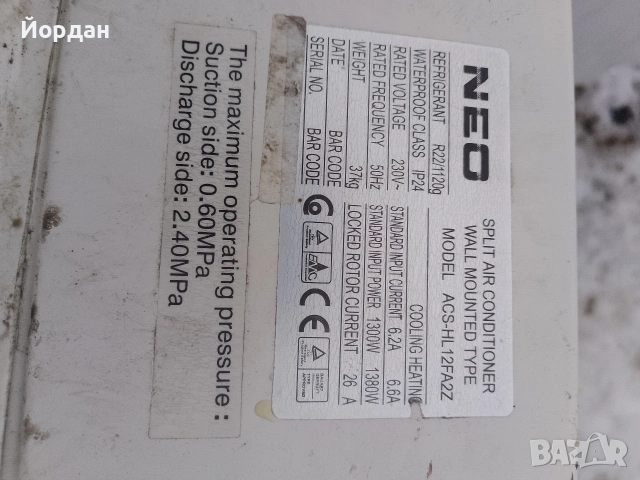 Йордан
NEO
SPLIT AIR CONDITIONER
WALL MOUNTED TYPE
MODEL ACS-HL12FA2Z
REFRIGERANT R22/1120g
WATERPROOF CLASS IP24
RATED VOLTAGE 230V~
RATED FREQUENCY 50Hz
WEIGHT 37kg
DATE BAR CODE
SERIAL NO. BAR CODE
COOLING HEATING
STANDARD INPUT CURRENT 6.2A 6.6A
STANDARD INPUT POWER 1300W 1380W
LOCKED ROTOR CURRENT 26 A
EMC
CE
The maximum operating pressure:
Suction side: 0.60MPa
Discharge side: 2.40MPa
BAZAR